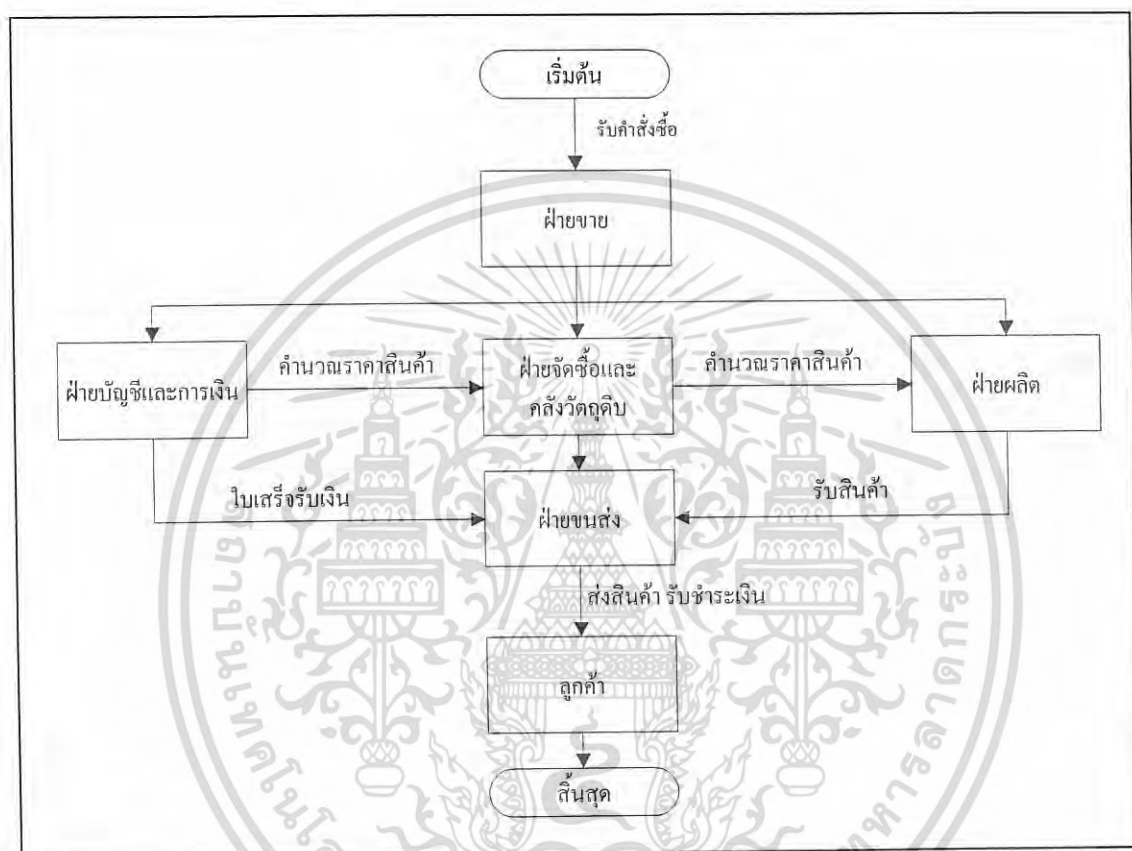 เริ่มต้น
รับคำสั่งซื้อ
ฝ่ายขาย
ฝ่ายบัญชีและการเงิน
คำนวณราคาสินค้า
ฝ่ายจัดซื้อและ
คลังวัตถุดิบ
คำนวณราคาสินค้า
ฝ่ายผลิต
ใบเสร็จรับเงิน
ฝ่ายขนส่ง
รับสินค้า
ส่งสินค้า รับชำระเงิน
ลูกค้า
สิ้นสุด